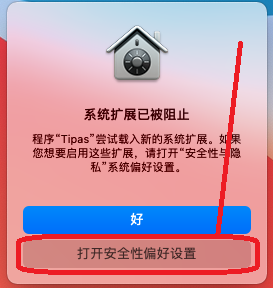 系统扩展已被阻止
程序“Tipas”尝试载入新的系统扩展。如果
您想要启用这些扩展，请打开“安全性与隐
私”系统偏好设置。
好
打开安全性偏好设置